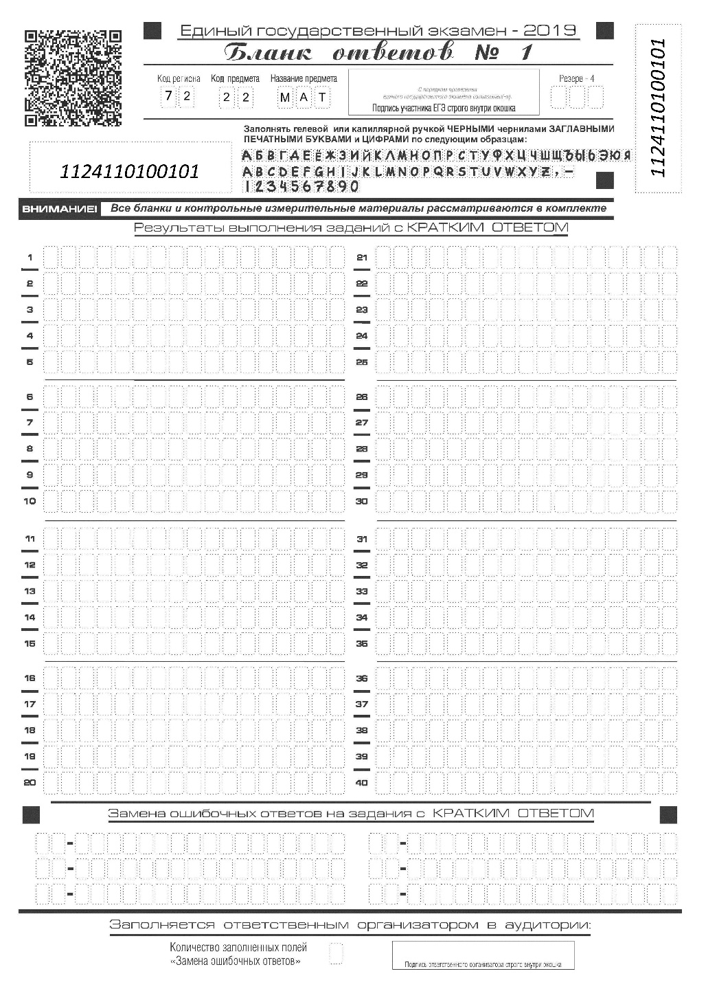 Единый государственный экзамен - 2019
Бланк ответов № 1
Код региона Код предмета Название предмета Резерв - 4
7 2 2 2 М А Т
С порядком проведения
единого государственного экзамена ознакомлен(-а).
Подпись участника ЕГЭ строго внутри окошка
1124110100101
Заполнять гелевой или капиллярной ручкой ЧЕРНЫМИ чернилами ЗАГЛАВНЫМИ
ПЕЧАТНЫМИ БУКВАМИ и ЦИФРАМИ по следующим образцам:
А Б В Г Д Е Ё Ж З И Й К Л М Н О П Р С Т У Ф Х Ц Ч Ш Щ Ъ Ы Ь Э Ю Я
A B C D E F G H I J K L M N O P Q R S T U V W X Y Z , -
1 2 3 4 5 6 7 8 9 0
1124110100101
ВНИМАНИЕ! Все бланки и контрольные измерительные материалы рассматриваются в комплекте
Результаты выполнения заданий с КРАТКИМ ОТВЕТОМ
1 21
2 22
3 23
4 24
5 25
6 26
7 27
8 28
9 29
10 30
11 31
12 32
13 33
14 34
15 35
16 36
17 37
18 38
19 39
20 40
Замена ошибочных ответов на задания с КРАТКИМ ОТВЕТОМ
- -
- -
- -
Заполняется ответственным организатором в аудитории:
Количество заполненных полей
«Замена ошибочных ответов»
Подпись ответственного организатора строго внутри окошка